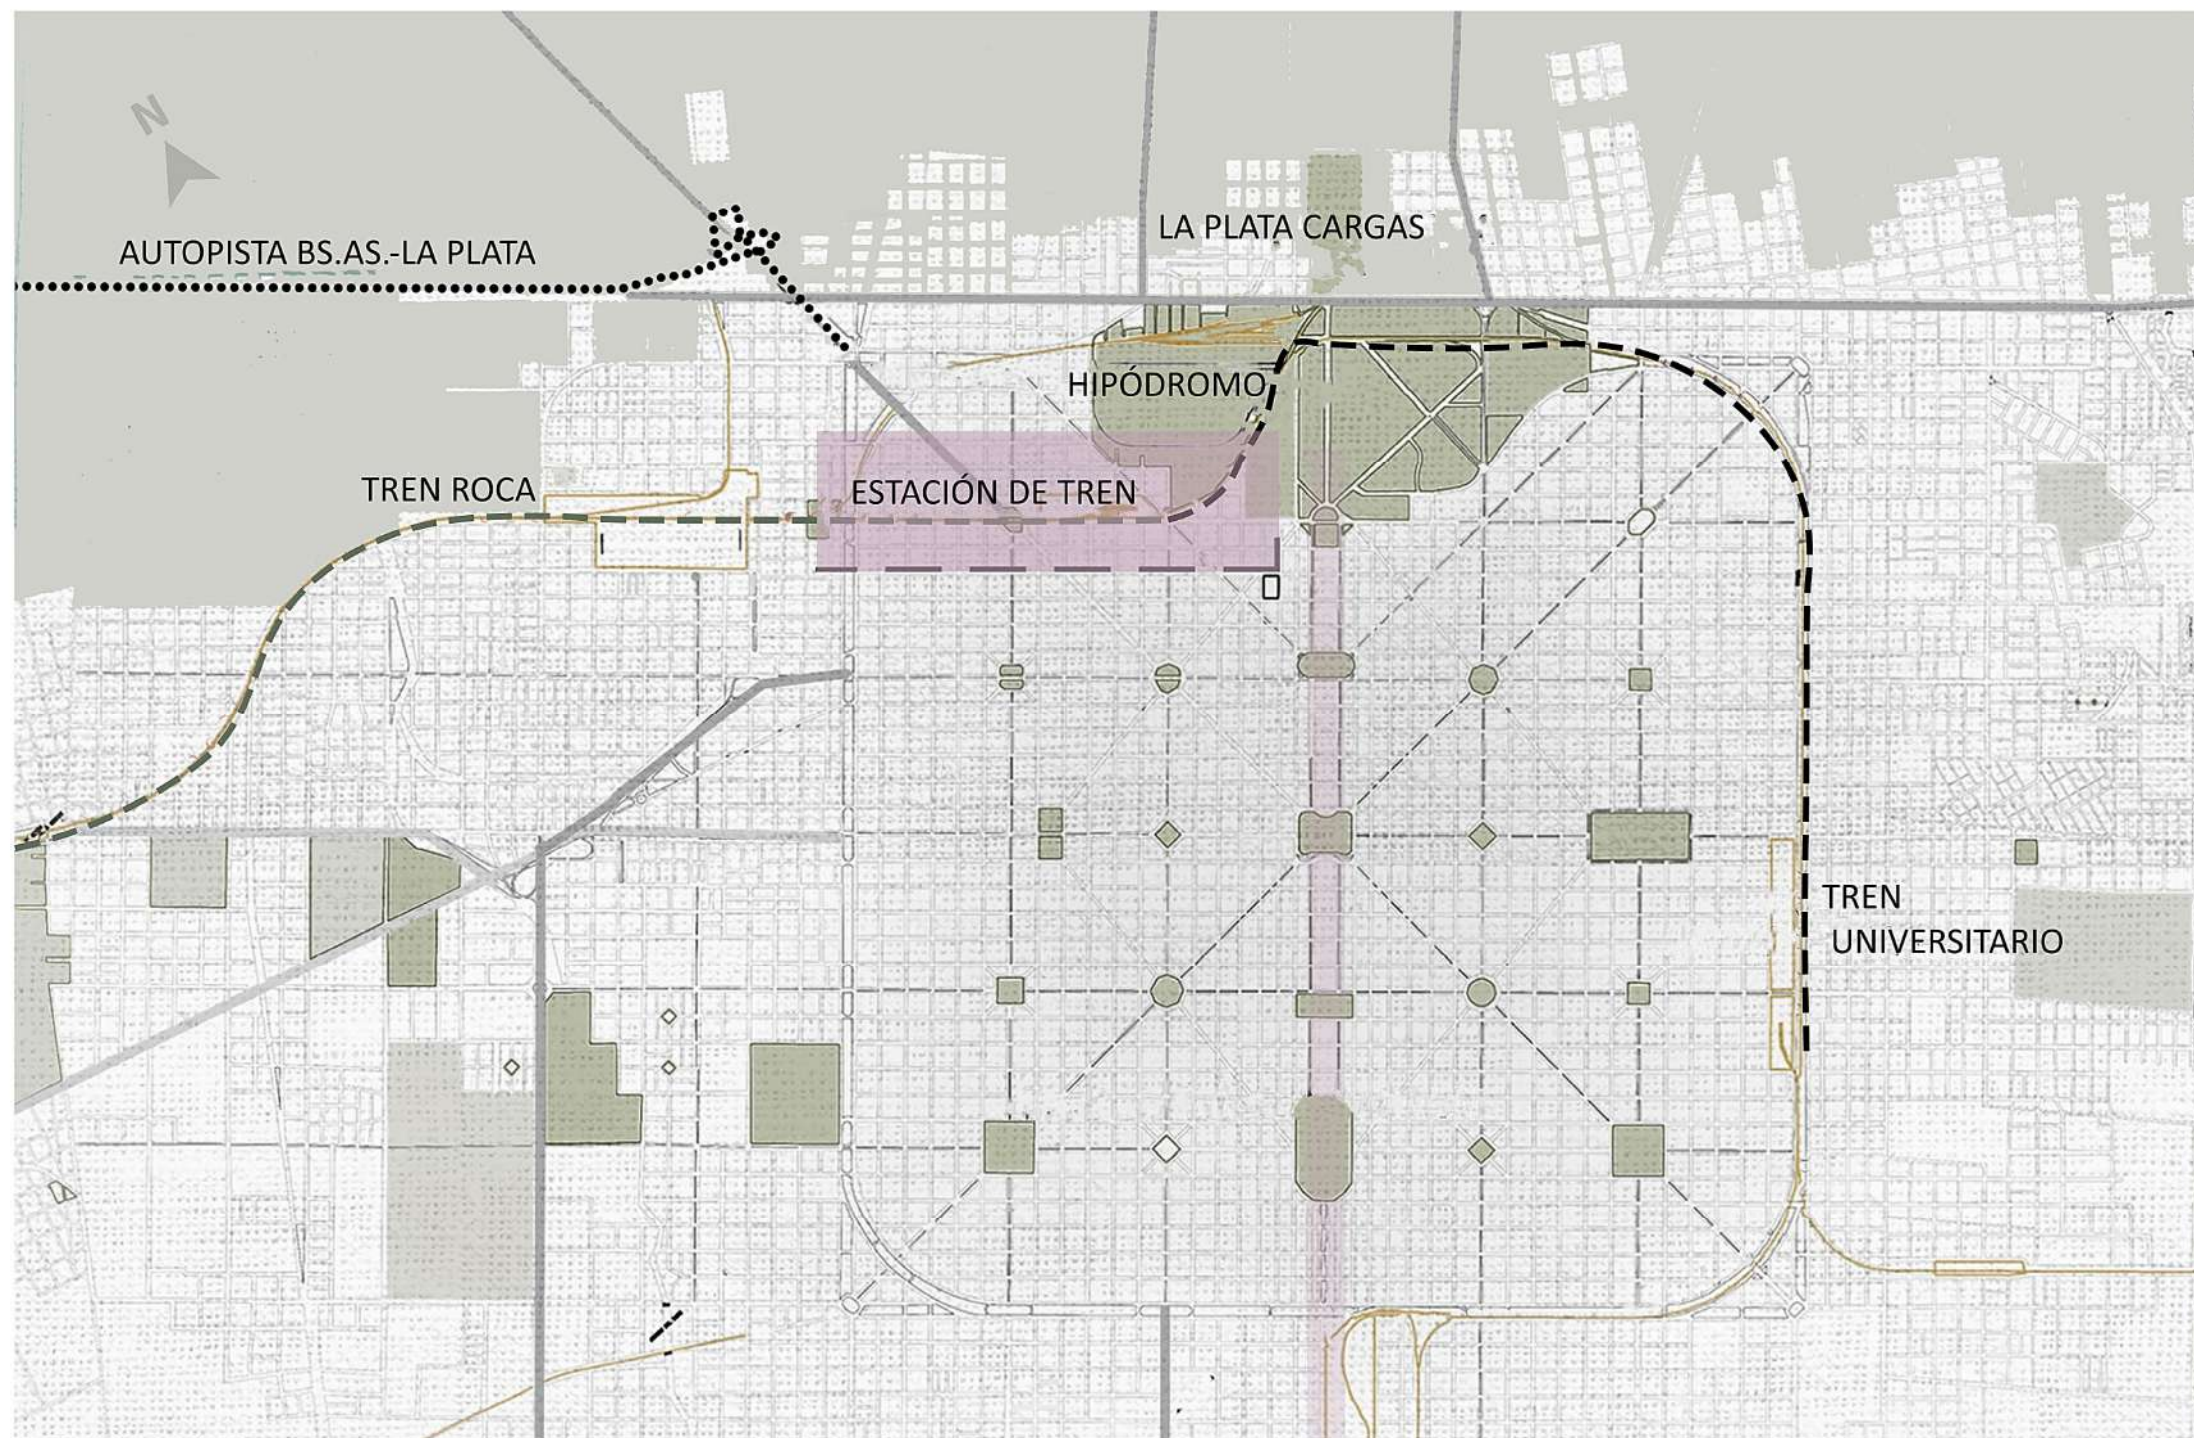 N
AUTOPISTA BS.AS.-LA PLATA
LA PLATA CARGAS
HIPÓDROMO
TREN ROCA
ESTACIÓN DE TREN
TREN
UNIVERSITARIO